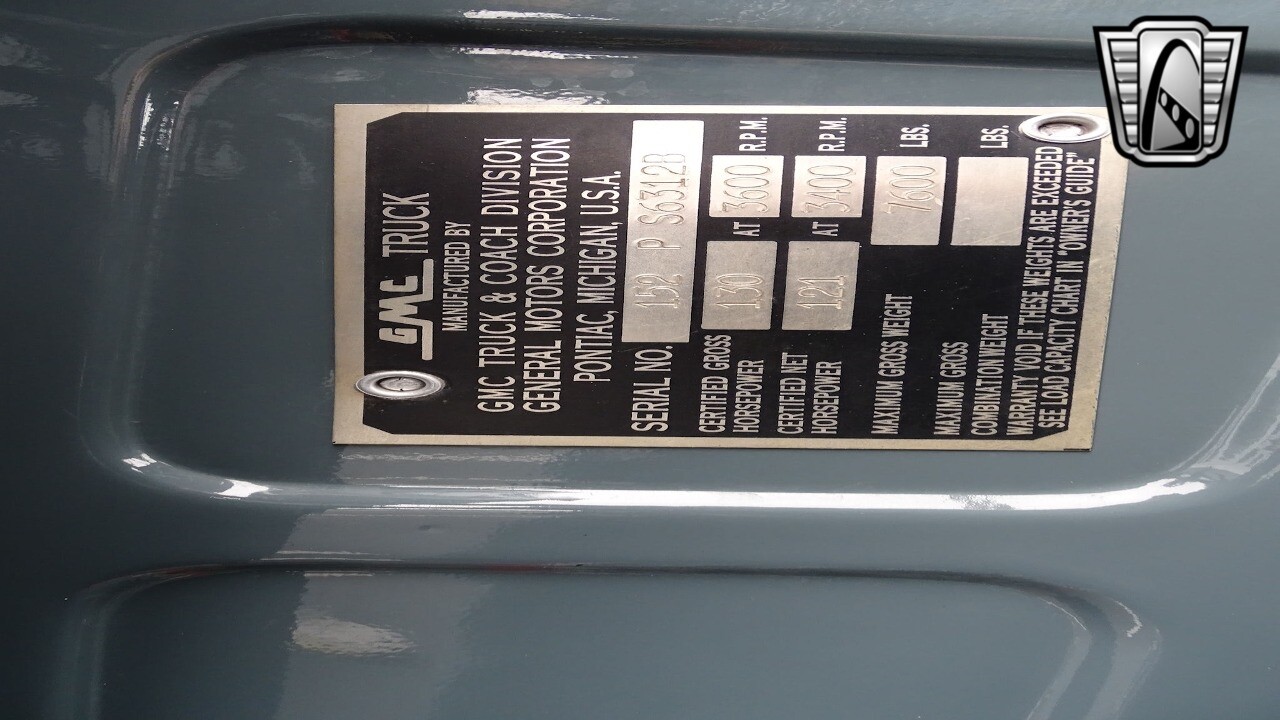 GMC TRUCK
MANUFACTURED BY
GMC TRUCK & COACH DIVISION
GENERAL MOTORS CORPORATION
PONTIAC, MICHIGAN, U.S.A.
SERIAL NO. 152 P S6312B
CERTIFIED GROSS HORSEPOWER 130 AT 3600 R.P.M.
CERTIFIED NET HORSEPOWER 121 AT 3400 R.P.M.
MAXIMUM GROSS WEIGHT 7600 LBS.
MAXIMUM GROSS COMBINATION WEIGHT LBS.
WARRANTY VOID IF THESE WEIGHTS ARE EXCEEDED
SEE LOAD CAPACITY CHART IN "OWNER'S GUIDE"